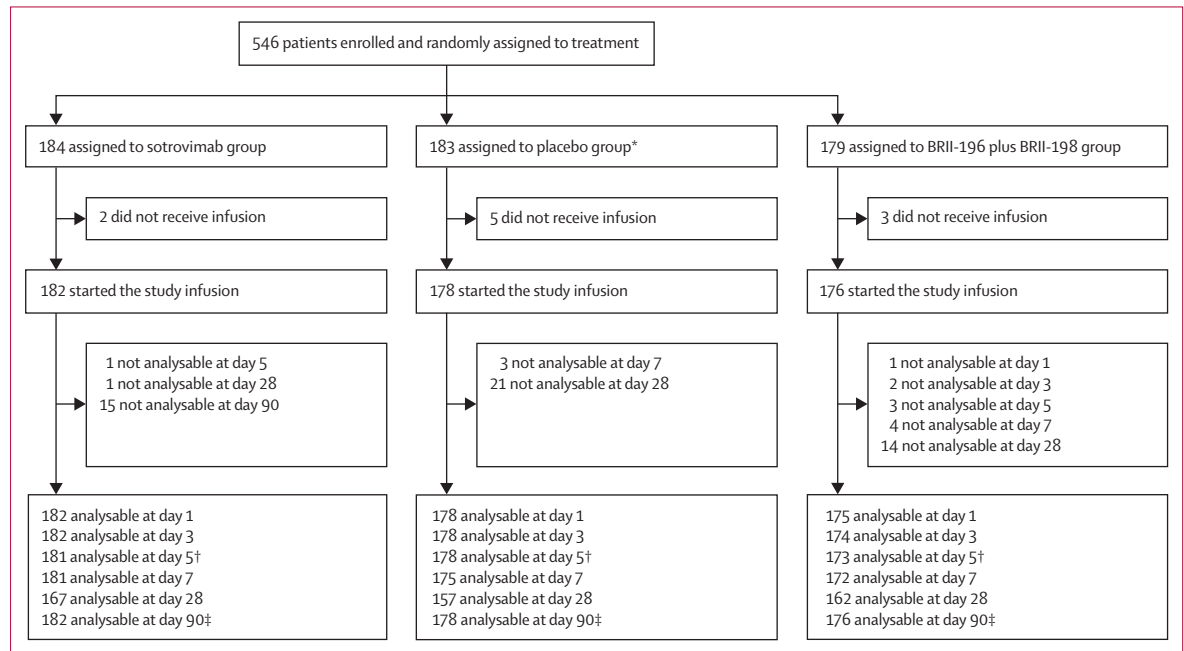 546 patients enrolled and randomly assigned to treatment
184 assigned to sotrovimab group
183 assigned to placebo group*
179 assigned to BRII-196 plus BRII-198 group
2 did not receive infusion
5 did not receive infusion
3 did not receive infusion
182 started the study infusion
178 started the study infusion
176 started the study infusion
1 not analysable at day 5
1 not analysable at day 28
15 not analysable at day 90
3 not analysable at day 7
21 not analysable at day 28
1 not analysable at day 1
2 not analysable at day 3
3 not analysable at day 5
4 not analysable at day 7
14 not analysable at day 28
182 analysable at day 1
182 analysable at day 3
181 analysable at day 5†
181 analysable at day 7
167 analysable at day 28
182 analysable at day 90‡
178 analysable at day 1
178 analysable at day 3
178 analysable at day 5†
175 analysable at day 7
157 analysable at day 28
178 analysable at day 90‡
175 analysable at day 1
174 analysable at day 3
173 analysable at day 5†
172 analysable at day 7
162 analysable at day 28
176 analysable at day 90‡